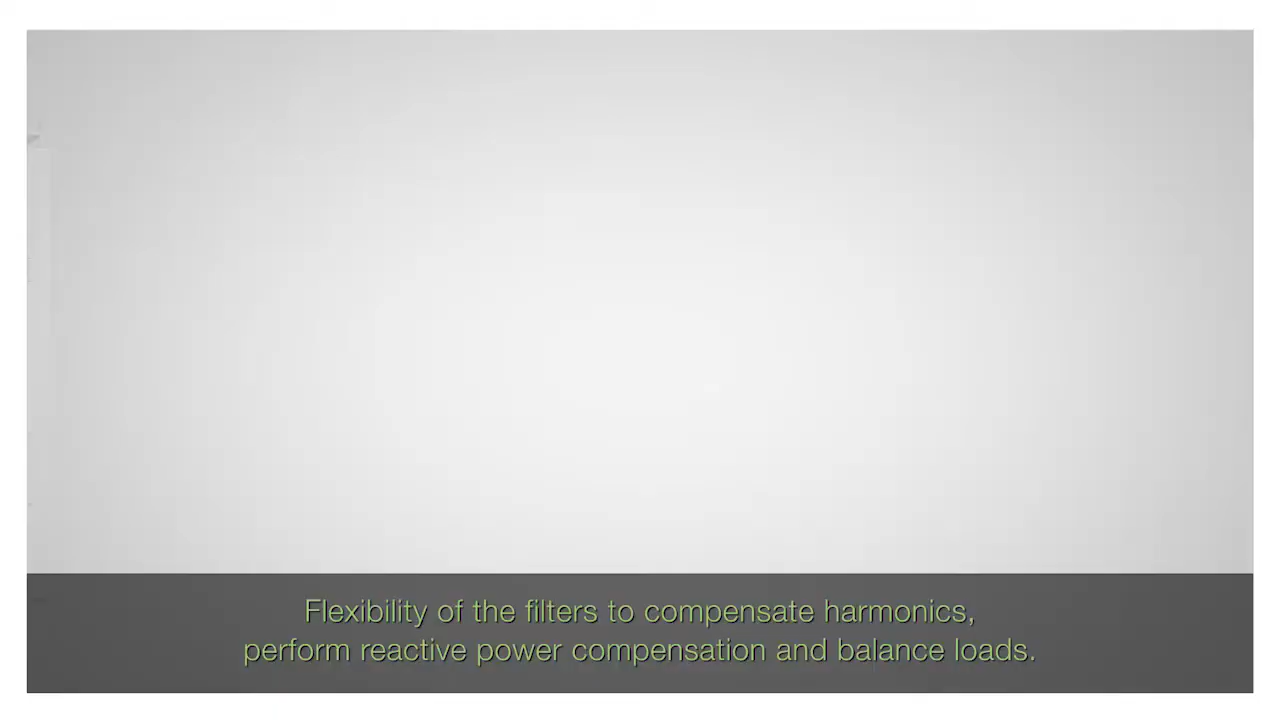 Flexibility of the filters to compensate harmonics,
perform reactive power compensation and balance loads.